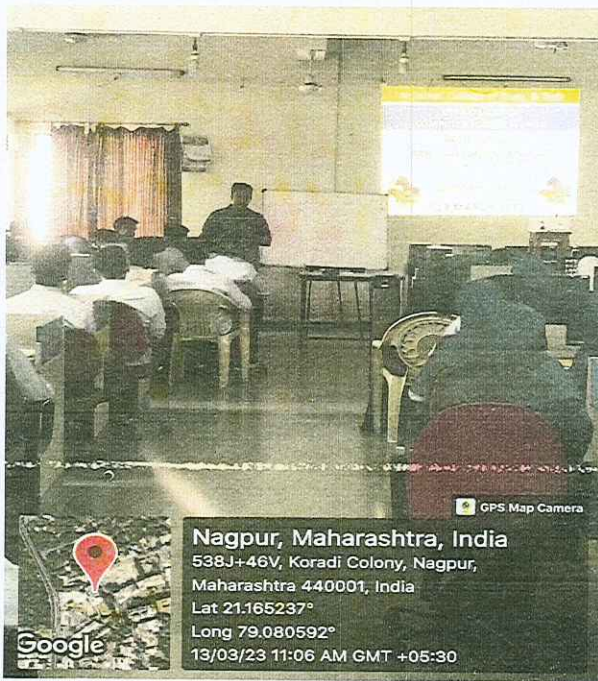 GPS Map Camera
Nagpur, Maharashtra, India
538J+46V, Koradi Colony, Nagpur,
Maharashtra 440001, India
Lat 21.165237°
Long 79.080592°
13/03/23 11:06 AM GMT +05:30
Google